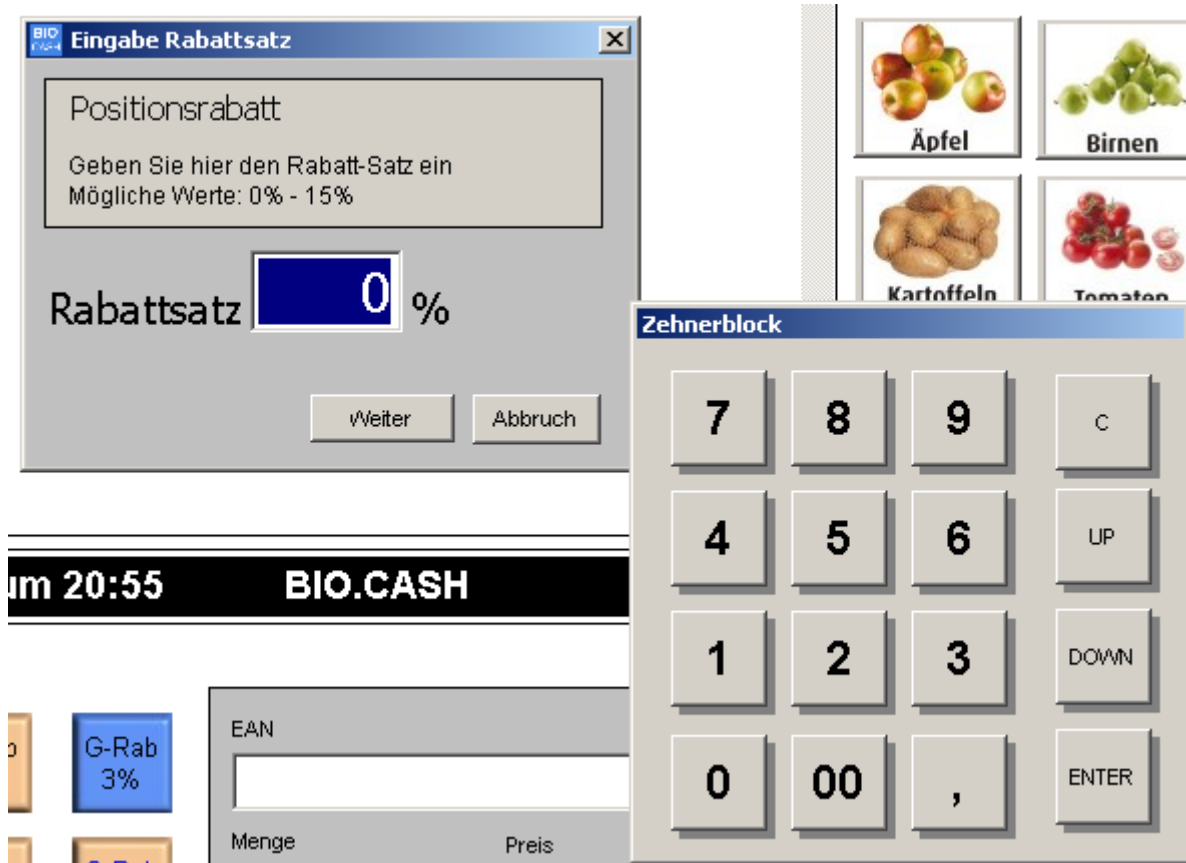 BIO CASH Eingabe Rabattsatz
Positionsrabatt
Geben Sie hier den Rabatt-Satz ein
Mögliche Werte: 0% - 15%
Rabattsatz 0 %
Weiter Abbruch
Äpfel Birnen
Kartoffeln Tomaten
Zehnerblock
7 8 9 C
4 5 6 UP
1 2 3 DOWN
0 00 , ENTER
um 20:55 BIO.CASH
G-Rab
3%
EAN
Menge Preis
G-Rab